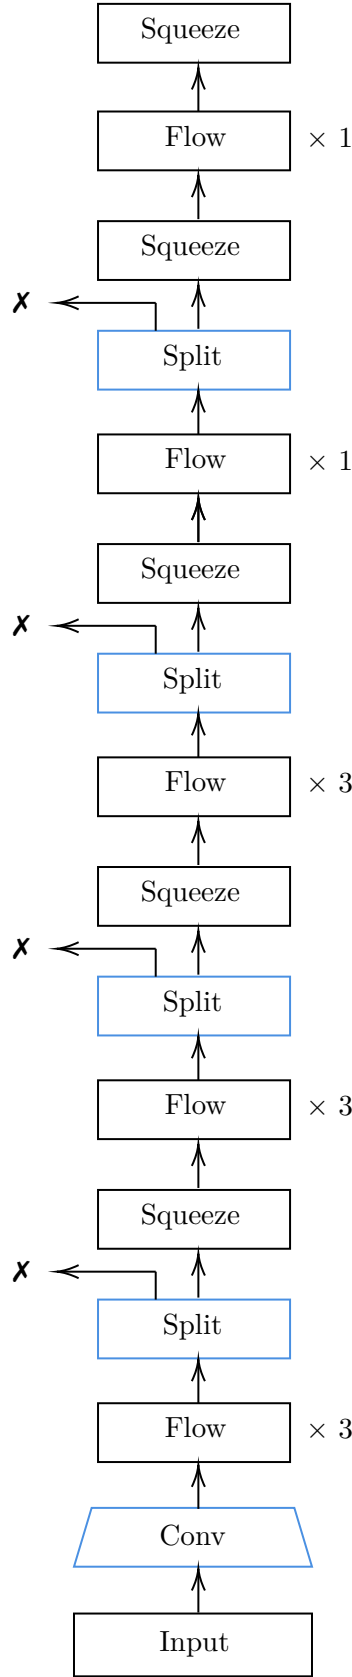 Squeeze
Flow × 1
Squeeze
✗
Split
Flow × 1
Squeeze
✗
Split
Flow × 3
Squeeze
✗
Split
Flow × 3
Squeeze
✗
Split
Flow × 3
Conv
Input